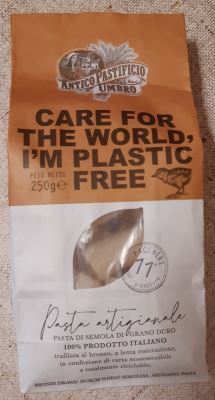 ANTICO PASTIFICIO
UMBRO
CARE FOR
THE WORLD,
I'M PLASTIC
FREE
PESO NETTO
250g e
PACCHERI
77
Pasta artigianale
PASTA DI SEMOLA DI GRANO DURO
100% PRODOTTO ITALIANO
trafilata al bronzo, a lenta essiccazione,
in confezione di carta ecosostenibile
e totalmente riciclabile.
BRONZE DRAWN DURUM WHEAT SEMOLINA ARTISANAL PASTA